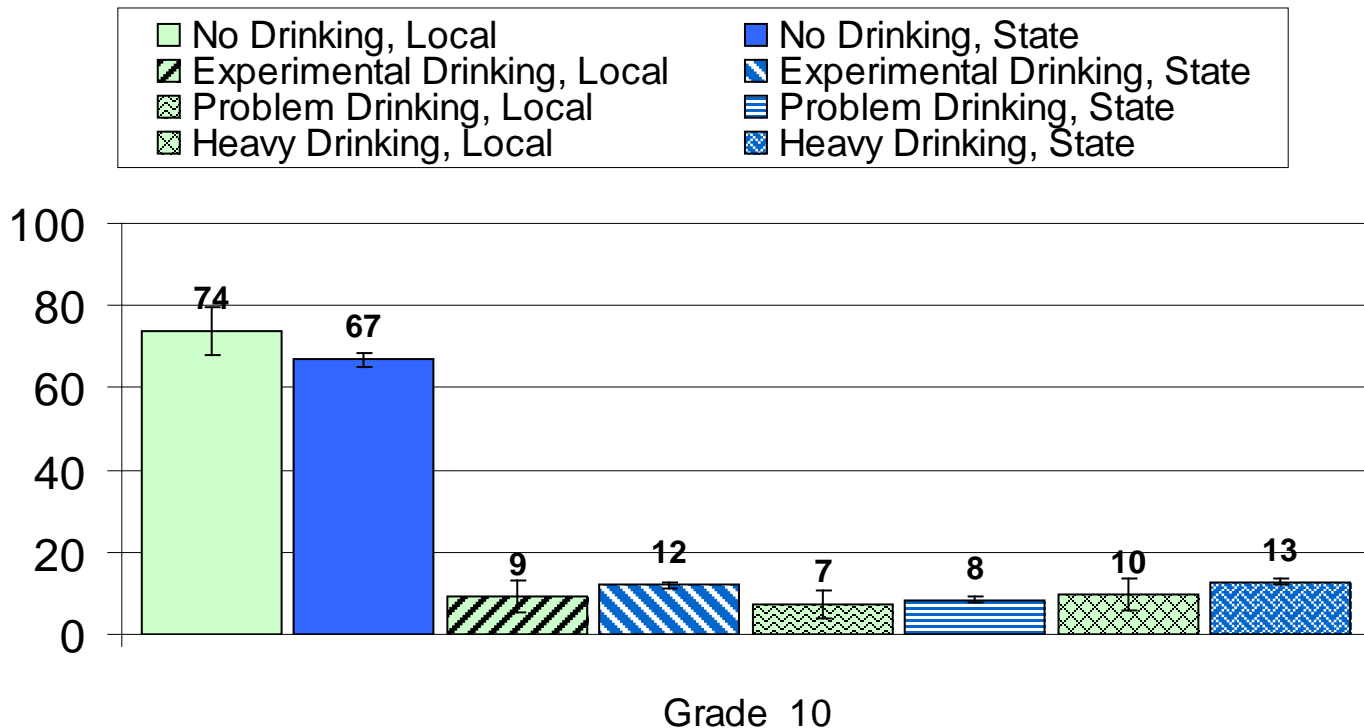 No Drinking, Local No Drinking, State
Experimental Drinking, Local Experimental Drinking, State
Problem Drinking, Local Problem Drinking, State
Heavy Drinking, Local Heavy Drinking, State
100
80
60
40
20
0
74
67
9
12
7
8
10
13
Grade 10